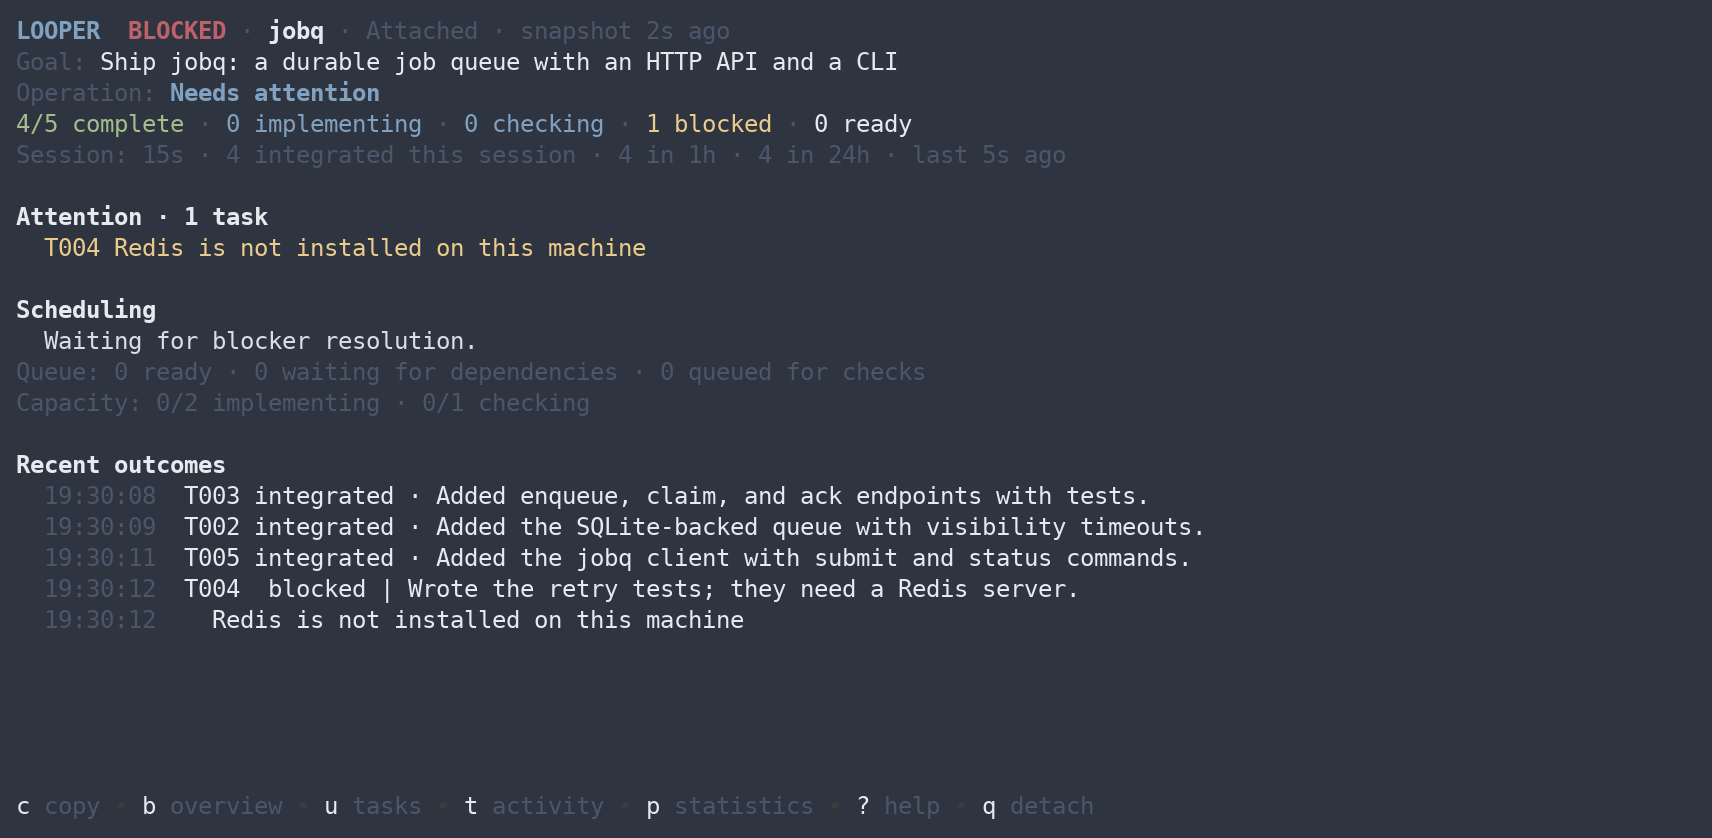 LOOPER  BLOCKED · jobq · Attached · snapshot 2s ago
Goal: Ship jobq: a durable job queue with an HTTP API and a CLI
Operation: Needs attention
4/5 complete · 0 implementing · 0 checking · 1 blocked · 0 ready
Session: 15s · 4 integrated this session · 4 in 1h · 4 in 24h · last 5s ago
Attention · 1 task
T004 Redis is not installed on this machine
Scheduling
Waiting for blocker resolution.
Queue: 0 ready · 0 waiting for dependencies · 0 queued for checks
Capacity: 0/2 implementing · 0/1 checking
Recent outcomes
19:30:08  T003 integrated · Added enqueue, claim, and ack endpoints with tests.
19:30:09  T002 integrated · Added the SQLite-backed queue with visibility timeouts.
19:30:11  T005 integrated · Added the jobq client with submit and status commands.
19:30:12  T004  blocked | Wrote the retry tests; they need a Redis server.
19:30:12    Redis is not installed on this machine
c copy • b overview • u tasks • t activity • p statistics • ? help • q detach